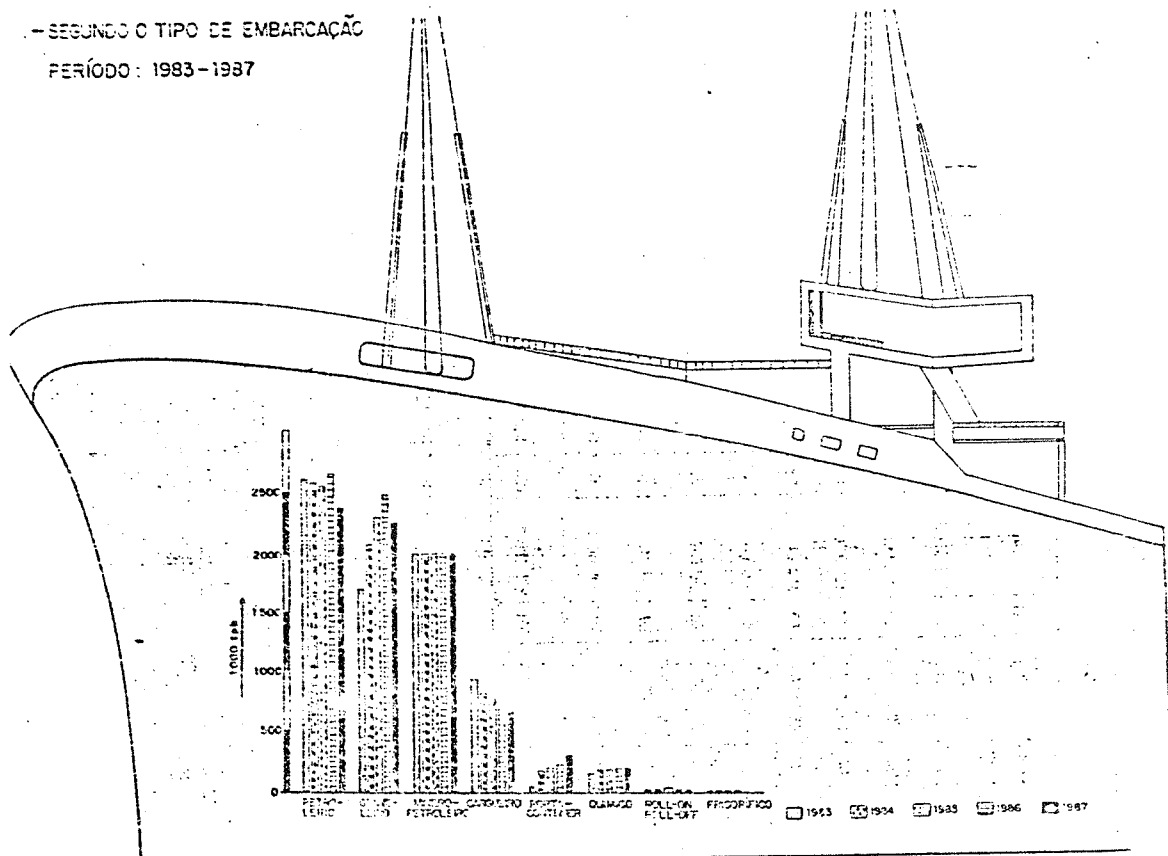 - SEGUNDO O TIPO DE EMBARCAÇÃO
PERÍODO: 1983-1987
2500
2000
1500
1000
500
0
1000 tpb
PETRO-
LEIRO
GRANE-
LEIRO
MINERO-
PETROLEIRO
CARGUEIRO
PORTA-
CONTEINER
QUÍMICO
ROLL-ON
ROLL-OFF
FRIGORÍFICO
1983 1984 1985 1986 1987